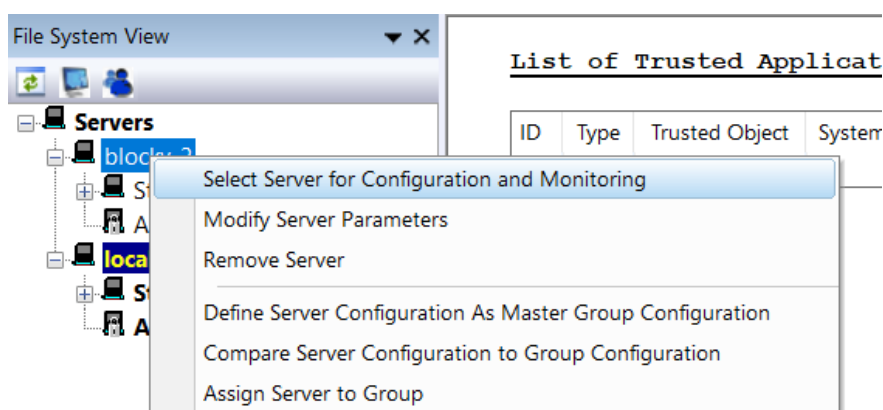 File System View
List of Trusted Applicat
Servers
ID Type Trusted Object System
Select Server for Configuration and Monitoring
Modify Server Parameters
Remove Server
Define Server Configuration As Master Group Configuration
Compare Server Configuration to Group Configuration
Assign Server to Group